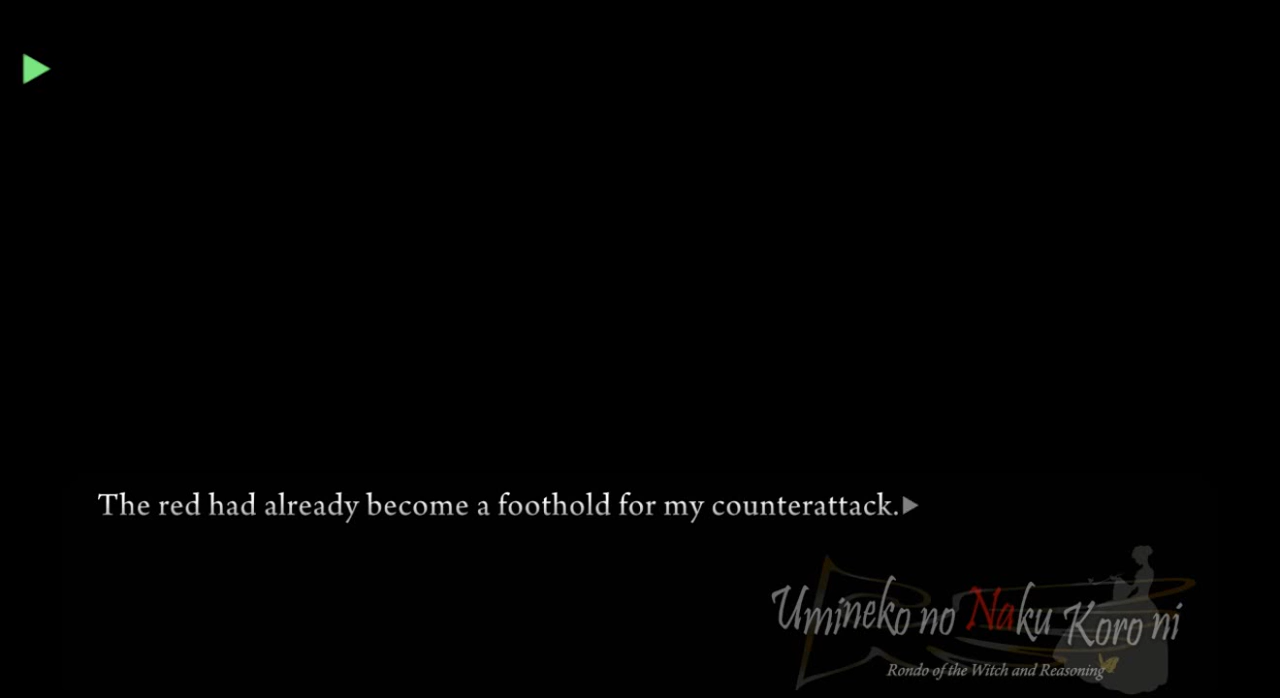 The red had already become a foothold for my counterattack.
Umineko no Naku Koro ni
Rondo of the Witch and Reasoning